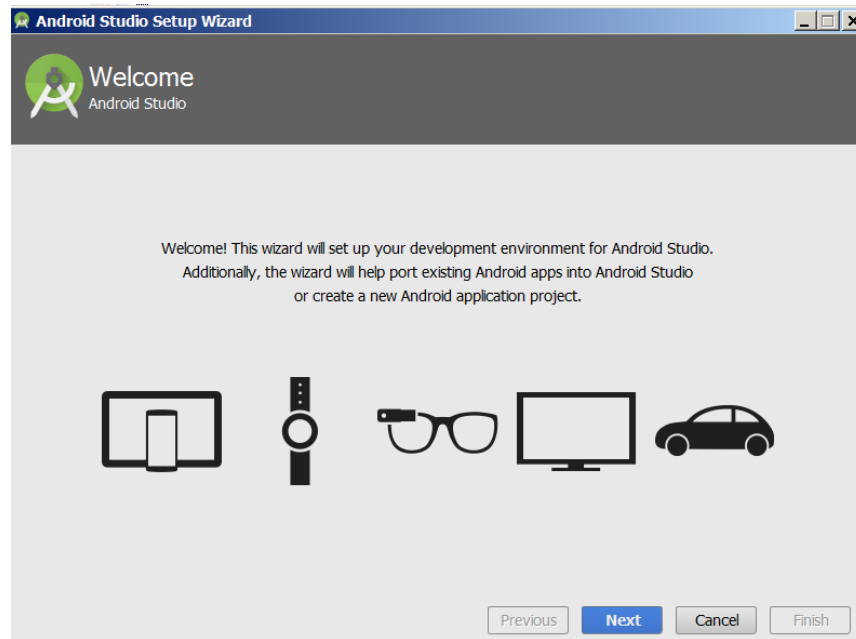 Android Studio Setup Wizard
Welcome
Android Studio
Welcome! This wizard will set up your development environment for Android Studio.
Additionally, the wizard will help port existing Android apps into Android Studio
or create a new Android application project.
Previous Next Cancel Finish